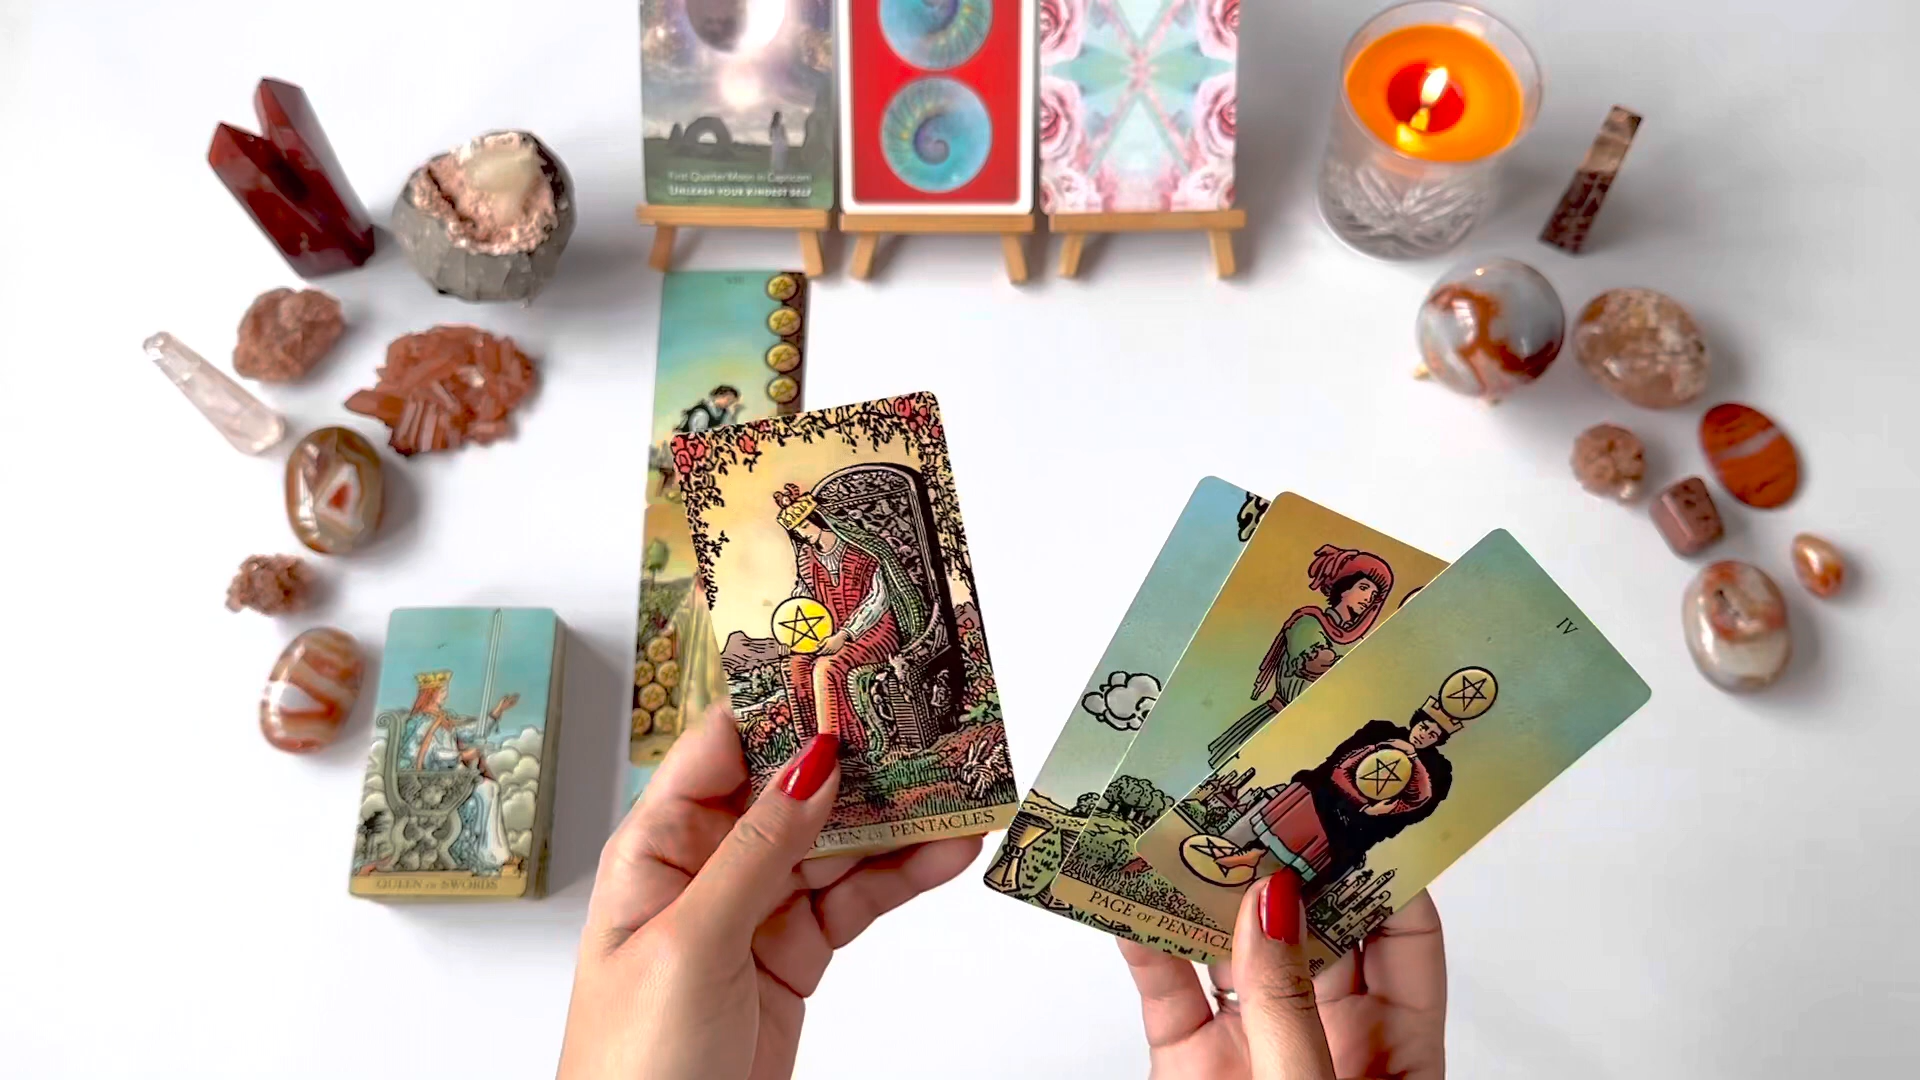 First Quarter Moon in Capricorn
UNLEASH YOUR KINDEST SELF
VIII
QUEEN OF PENTACLES
IV
PAGE OF PENTACL
QUEEN OF SWORDS